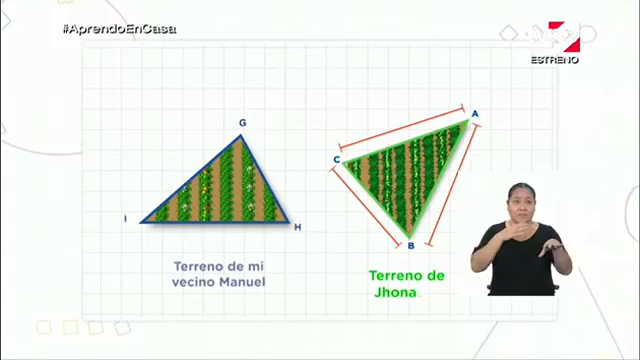 #AprendoEnCasa
ESTRENO
G
A
C
I
H
B
Terreno de mi
vecino Manuel
Terreno de
Jhona